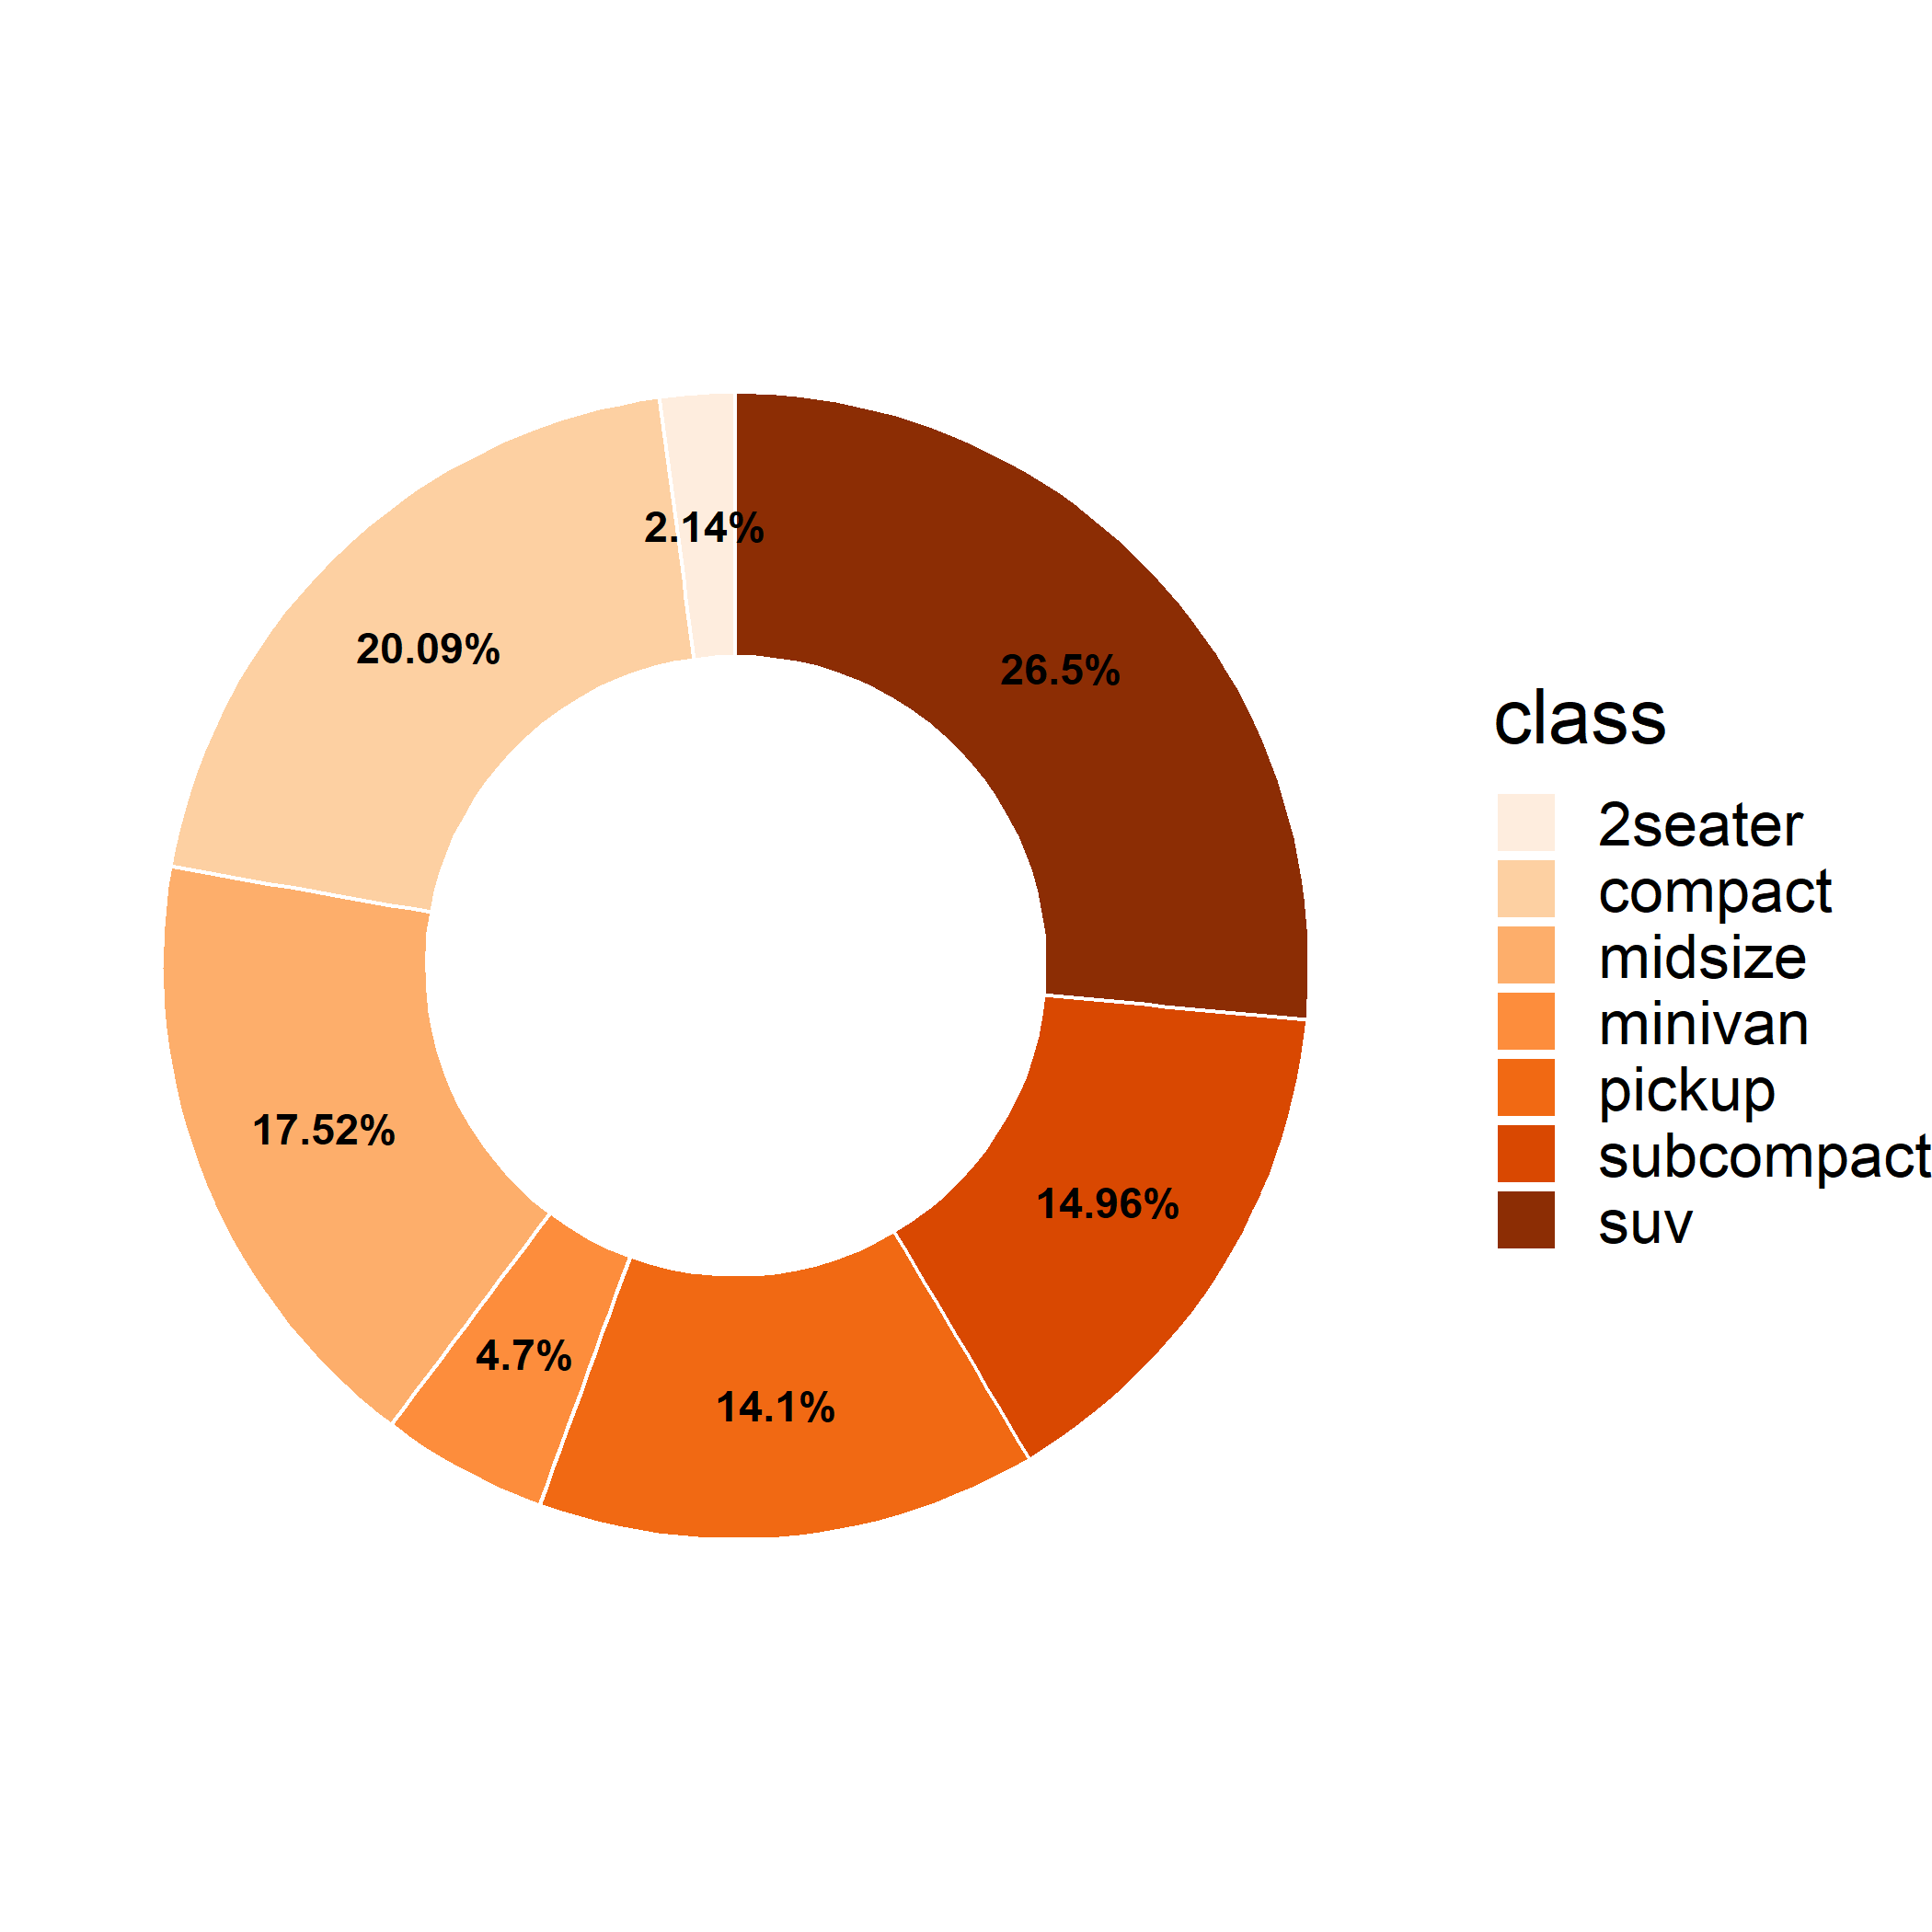 2.14%
20.09%
26.5%
17.52%
14.96%
4.7%
14.1%
class
2seater
compact
midsize
minivan
pickup
subcompact
suv